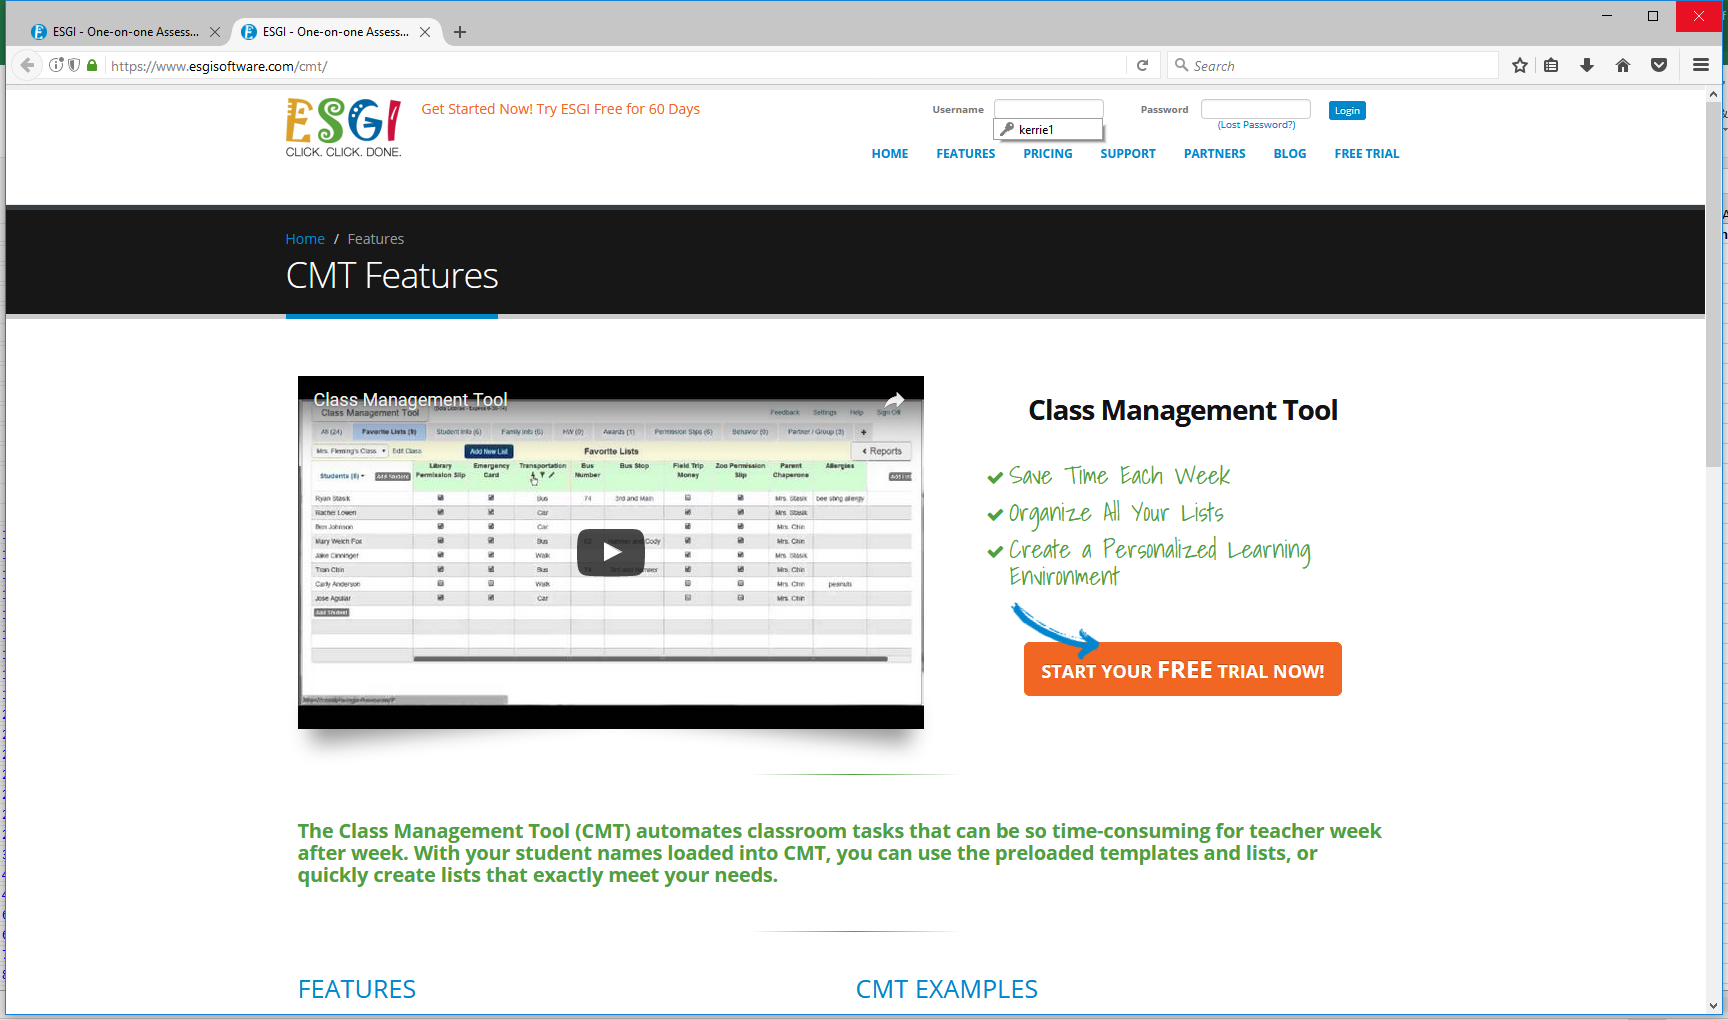 ESGI - One-on-one Assess...
ESGI - One-on-one Assess...
https://www.esgisoftware.com/cmt/
Search
ESGI
CLICK. CLICK. DONE.
Get Started Now! Try ESGI Free for 60 Days
Username
Password
Login
(Lost Password?)
kerrie1
HOME
FEATURES
PRICING
SUPPORT
PARTNERS
BLOG
FREE TRIAL
Home / Features
CMT Features
Class Management Tool
Class Management Tool
Feedback Settings Help Sign Off
All (24) Favorite Lists (9) Student Info (6) Family Info (6) HW (0) Awards (1) Permission Slips (6) Behavior (0) Partner / Group (3) +
Mrs. Fleming's Class Edit Class Add New List Favorite Lists Reports
Students (8) Add Student Library Permission Slip Emergency Card Transportation Bus Number Bus Stop Field Trip Money Zoo Permission Slip Parent Chaperone Allergies
Ryan Stasik Bus 74 3rd and Main Mrs. Stasik bee sting allergy
Rachel Lowen Car Mrs. Stasik
Ben Johnson Car Mrs. Chin
Mary Welch Fox Bus Cody Mrs. Chin
Jake Cinninger Walk Mrs. Stasik
Tran Chin Bus Mrs. Chin
Carly Anderson Walk Mrs. Chin peanuts
Jose Aguilar Car Mrs. Chin
Add Student
Class Management Tool
Save Time Each Week
Organize All Your Lists
Create a Personalized Learning
Environment
START YOUR FREE TRIAL NOW!
The Class Management Tool (CMT) automates classroom tasks that can be so time-consuming for teacher week
after week. With your student names loaded into CMT, you can use the preloaded templates and lists, or
quickly create lists that exactly meet your needs.
FEATURES
CMT EXAMPLES